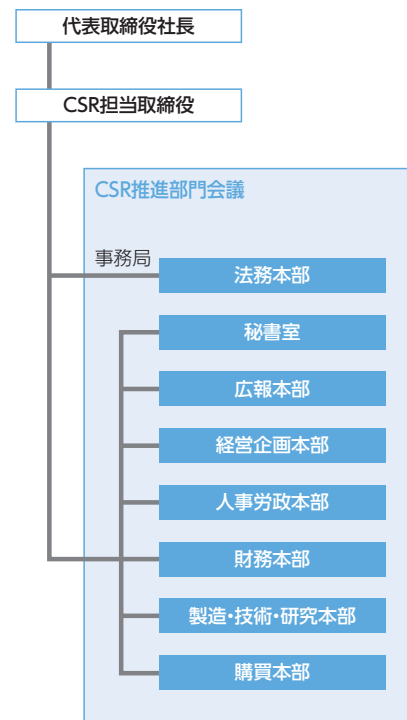 代表取締役社長
CSR担当取締役
CSR推進部門会議
事務局
法務本部
秘書室
広報本部
経営企画本部
人事労政本部
財務本部
製造・技術・研究本部
購買本部